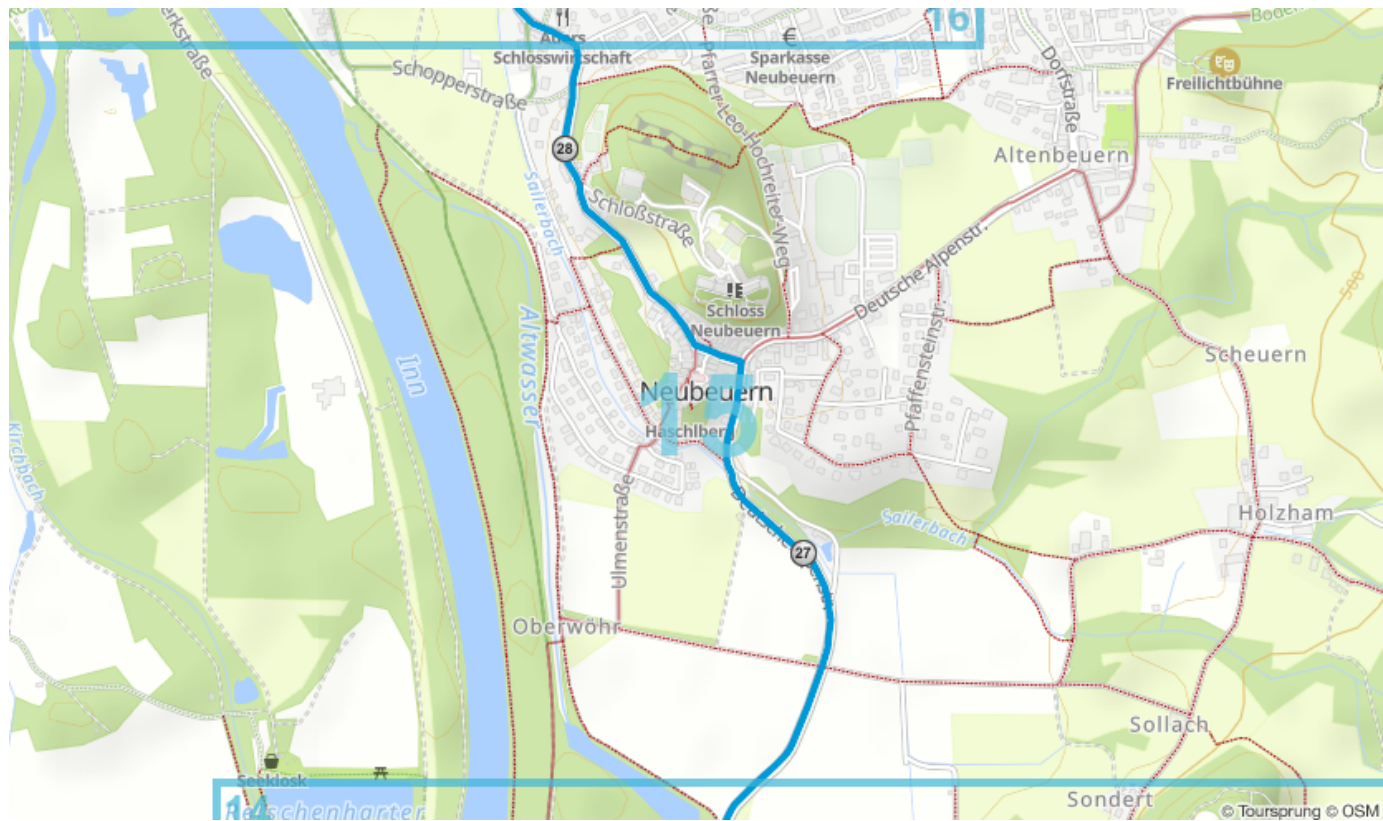 16
Auers
Schlosswirtschaft
€
Sparkasse
Neubeuern
Schopperstraße
Pfarrer-Leo-Hochreiter-Weg
Dorfstraße
Freilichtbühne
28
Altenbeuern
Sailerbach
Schloßstraße
Deutsche Alpenstr.
500
Schloss
Neubeuern
Altwasser
Inn
Pfaffensteinstr.
Scheuern
Neubeuern
15
Haschlberg
Kirchbach
Ulmenstraße
Holzham
Sailerbach
27
Oberwöhr
Sollach
Seekiosk
14
Sondert
© Toursprung © OSM